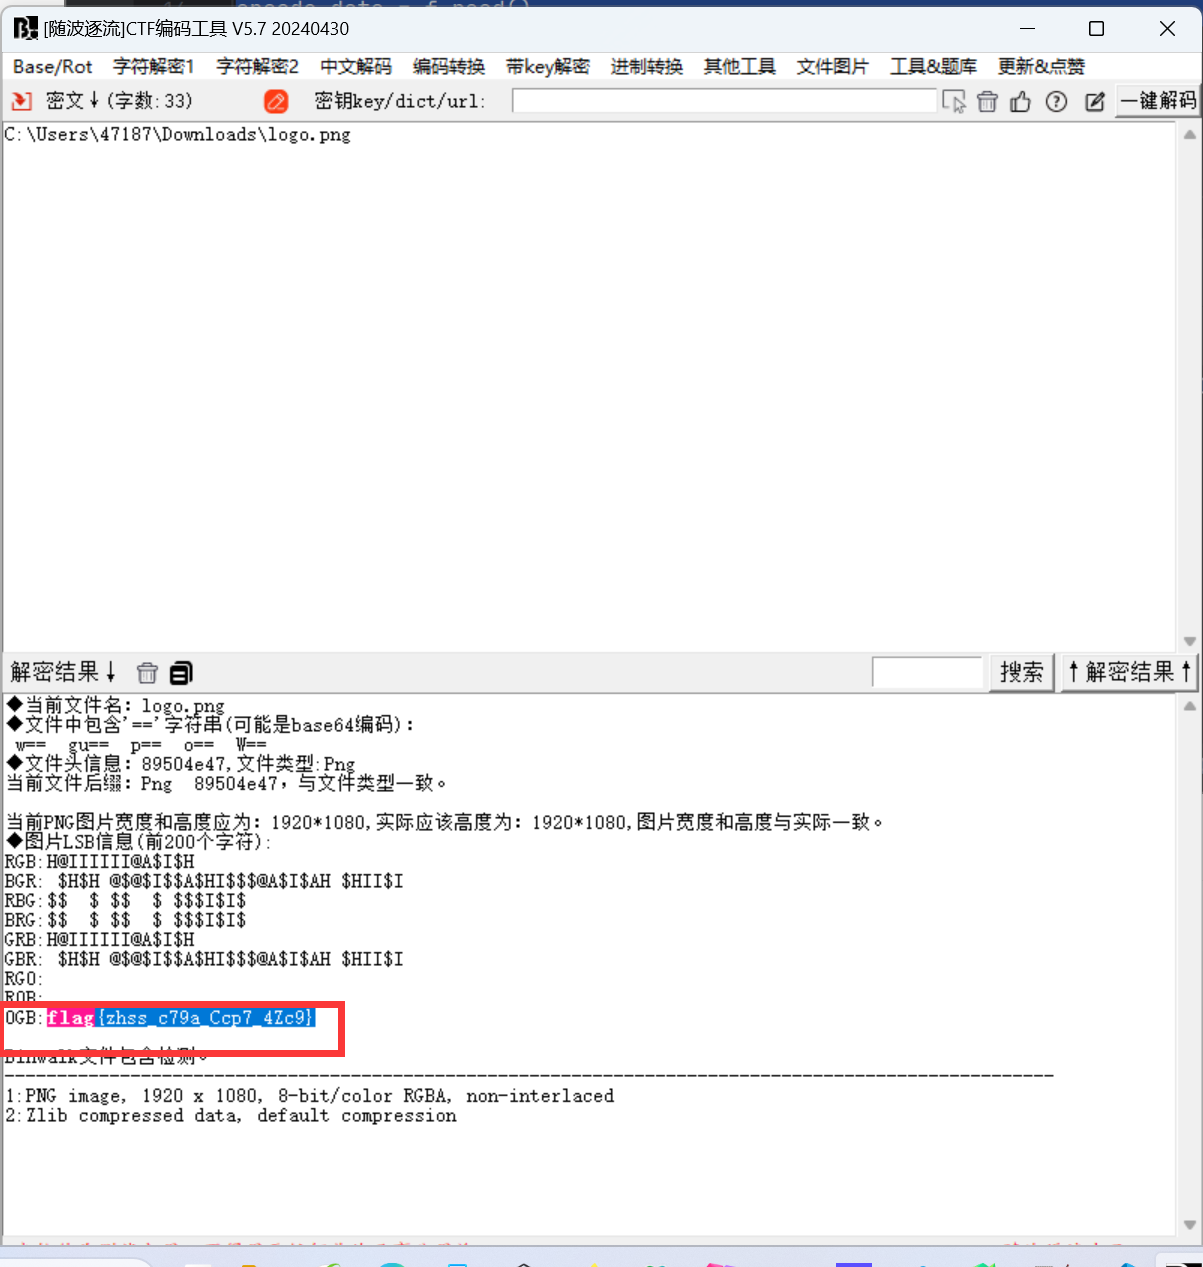 [随波逐流]CTF编码工具 V5.7 20240430
Base/Rot 字符解密1 字符解密2 中文解码 编码转换 带key解密 进制转换 其他工具 文件图片 工具&题库 更新&点赞
密文↓(字数:33) 密钥key/dict/url: 一键解码
C:\Users\47187\Downloads\logo.png
解密结果↓ 搜索 ↑解密结果↑
◆当前文件名：logo.png
◆文件中包含'=='字符串(可能是base64编码)：
w== gu== p== o== W==
◆文件头信息：89504e47,文件类型:Png
当前文件后缀：Png 89504e47，与文件类型一致。
当前PNG图片宽度和高度应为：1920*1080,实际应该高度为：1920*1080,图片宽度和高度与实际一致。
◆图片LSB信息(前200个字符):
RGB:H@IIIIII@A$I$H
BGR: $H$H @$@$I$$A$HI$$$@A$I$AH $HII$I
RBG:$$  $ $$  $ $$$I$I$
BRG:$$  $ $$  $ $$$I$I$
GRB:H@IIIIII@A$I$H
GBR: $H$H @$@$I$$A$HI$$$@A$I$AH $HII$I
RG0:
R0B:
0GB:flag{zhss_c79a_Ccp7_4Zc9}
Binwalk文件包含检测。
1:PNG image, 1920 x 1080, 8-bit/color RGBA, non-interlaced
2:Zlib compressed data, default compression